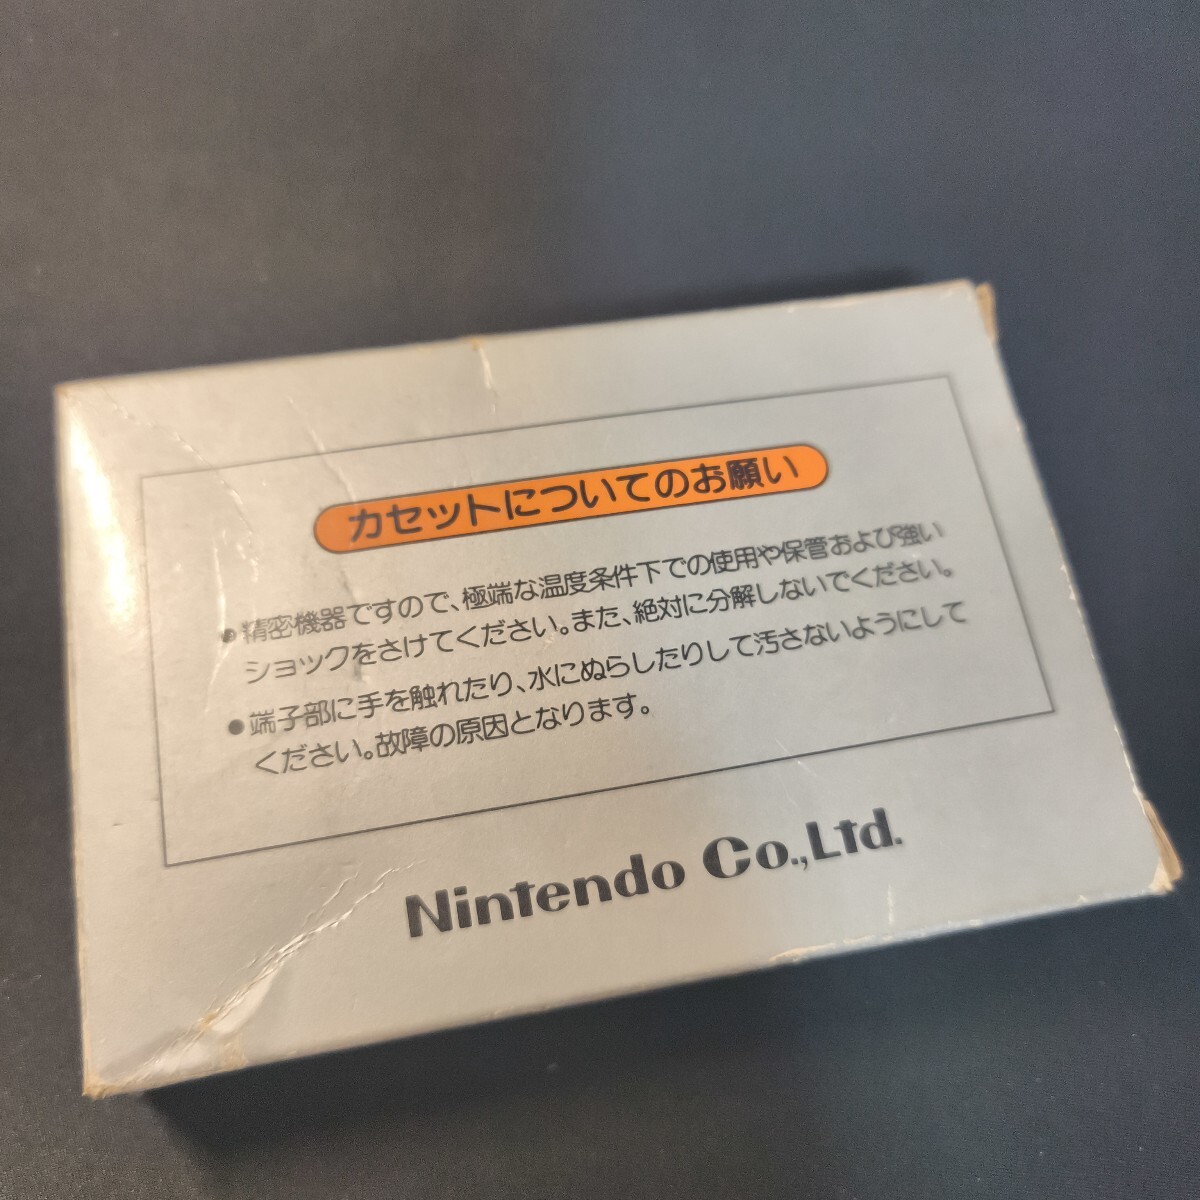 カセットについてのお願い
●精密機器ですので、極端な温度条件下での使用や保管および強い
ショックをさけてください。また、絶対に分解しないでください。
●端子部に手を触れたり、水にぬらしたりして汚さないようにして
ください。故障の原因となります。
Nintendo Co.,Ltd.